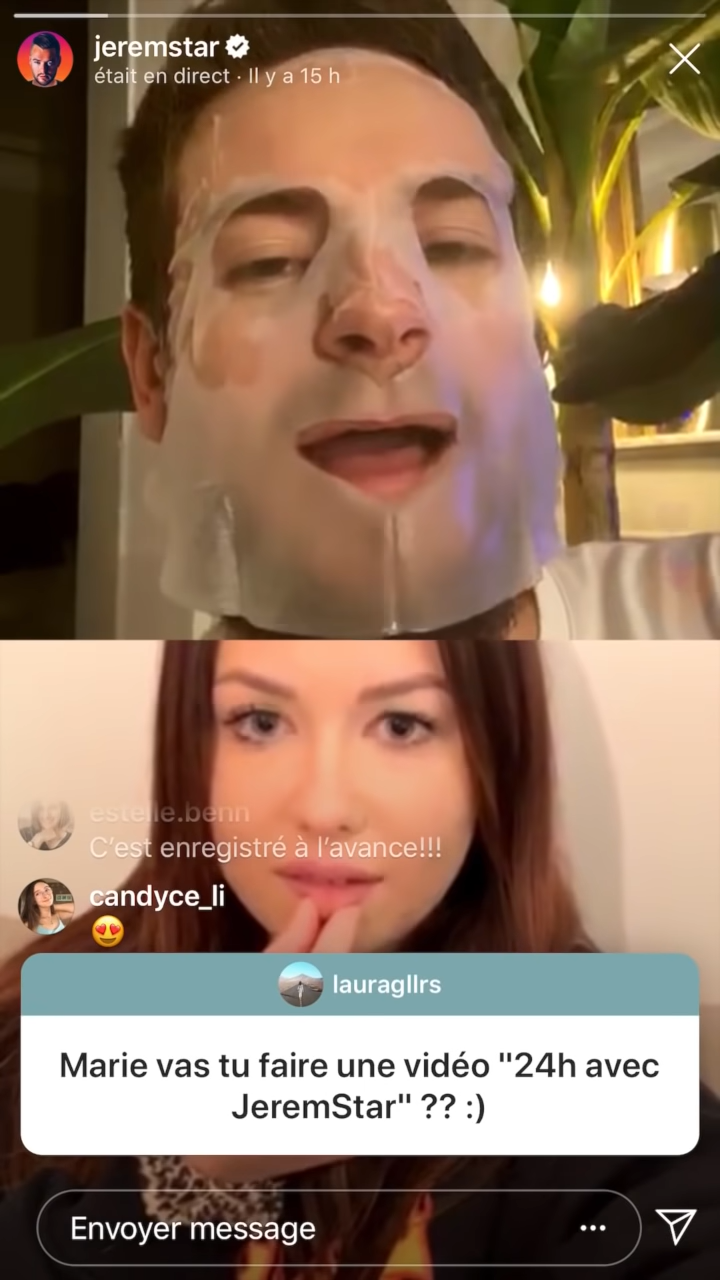 jeremstar
était en direct · Il y a 15 h
estelle.benn
C'est enregistré à l'avance!!!
candyce_li
😍
lauragllrs
Marie vas tu faire une vidéo "24h avec
JeremStar" ?? :)
Envoyer message